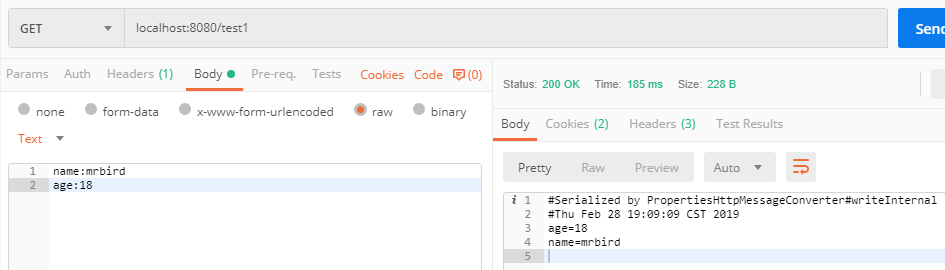 GET
localhost:8080/test1
Send
Params Auth Headers (1) Body Pre-req. Tests Cookies Code (0)
none form-data x-www-form-urlencoded raw binary
Text
1 name:mrbird
2 age:18
Status: 200 OK Time: 185 ms Size: 228 B
Body Cookies (2) Headers (3) Test Results
Pretty Raw Preview Auto
i 1 #Serialized by PropertiesHttpMessageConverter#writeInternal
2 #Thu Feb 28 19:09:09 CST 2019
3 age=18
4 name=mrbird
5